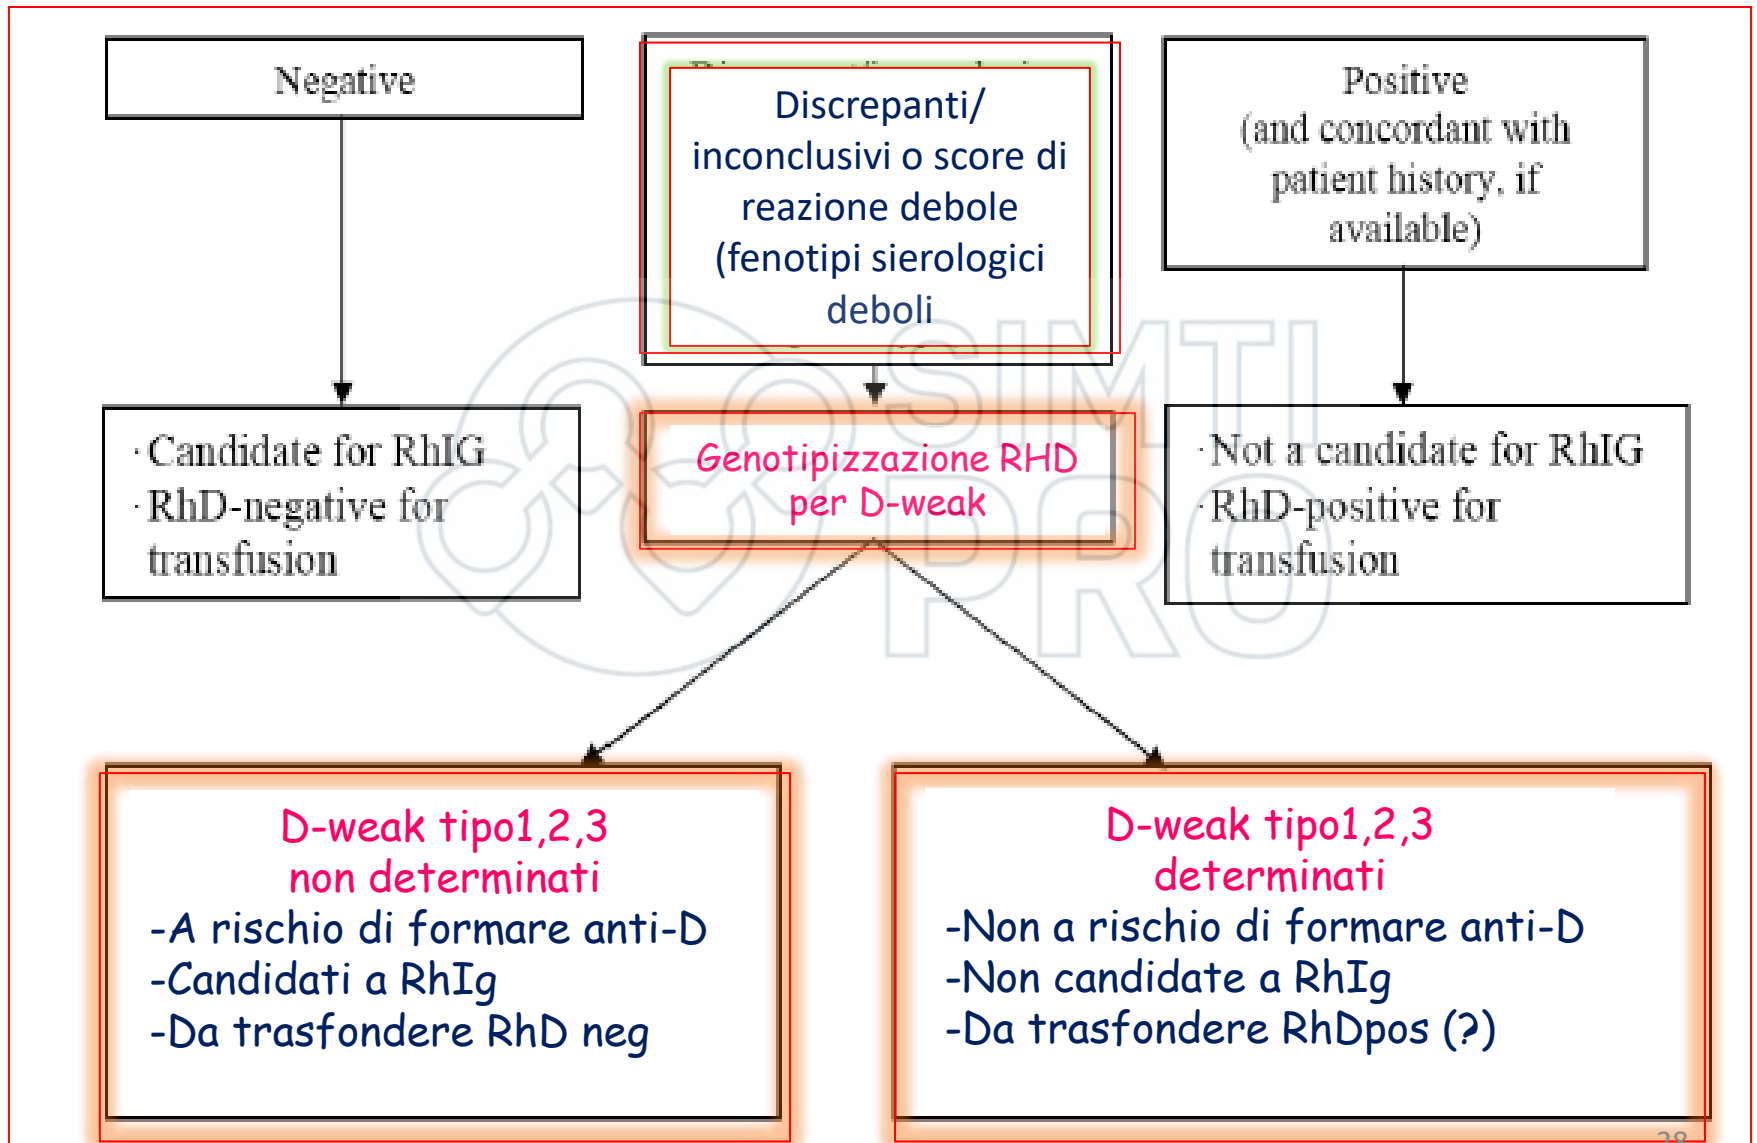 Negative
Discrepanti/
inconclusivi o score di
reazione debole
(fenotipi sierologici
deboli
Positive
(and concordant with
patient history, if
available)
· Candidate for RhIG
· RhD-negative for
transfusion
Genotipizzazione RHD
per D-weak
· Not a candidate for RhIG
· RhD-positive for
transfusion
SIMTI
PRO
D-weak tipo1,2,3
non determinati
-A rischio di formare anti-D
-Candidati a RhIg
-Da trasfondere RhD neg
D-weak tipo1,2,3
determinati
-Non a rischio di formare anti-D
-Non candidate a RhIg
-Da trasfondere RhDpos (?)